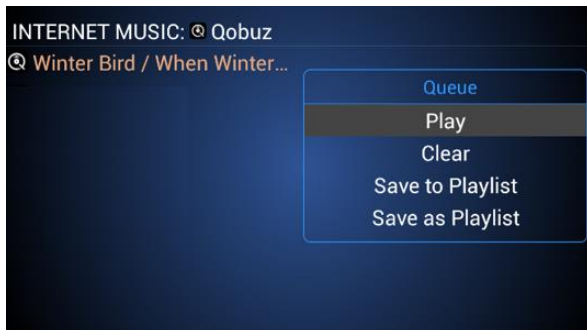 INTERNET MUSIC: Qobuz
Winter Bird / When Winter...
Queue
Play
Clear
Save to Playlist
Save as Playlist